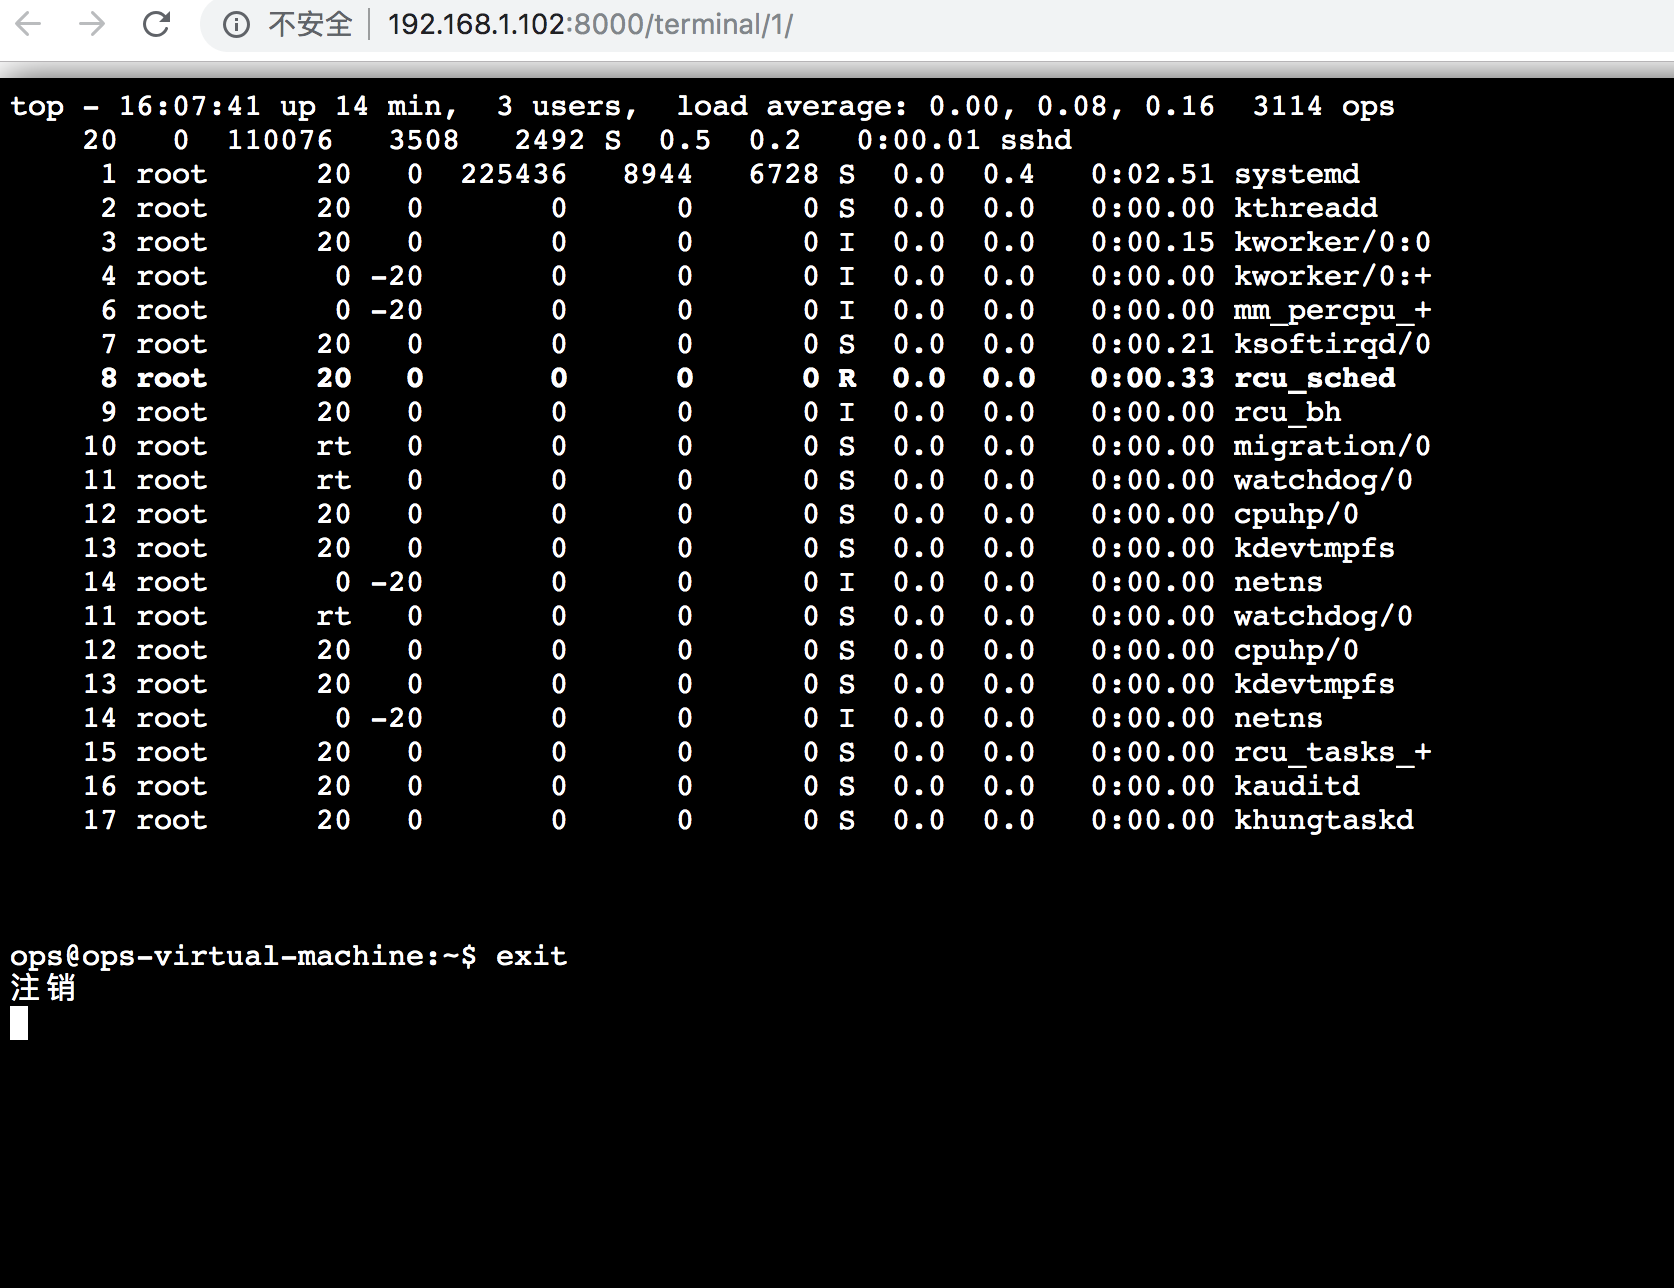 不安全 192.168.1.102:8000/terminal/1/
top - 16:07:41 up 14 min,  3 users,  load average: 0.00, 0.08, 0.16  3114 ops
    20   0  110076   3508   2492 S  0.5  0.2   0:00.01 sshd
     1 root      20   0  225436   8944   6728 S  0.0  0.4   0:02.51 systemd
     2 root      20   0       0      0      0 S  0.0  0.0   0:00.00 kthreadd
     3 root      20   0       0      0      0 I  0.0  0.0   0:00.15 kworker/0:0
     4 root       0 -20       0      0      0 I  0.0  0.0   0:00.00 kworker/0:+
     6 root       0 -20       0      0      0 I  0.0  0.0   0:00.00 mm_percpu_+
     7 root      20   0       0      0      0 S  0.0  0.0   0:00.21 ksoftirqd/0
     8 root      20   0       0      0      0 R  0.0  0.0   0:00.33 rcu_sched
     9 root      20   0       0      0      0 I  0.0  0.0   0:00.00 rcu_bh
    10 root      rt   0       0      0      0 S  0.0  0.0   0:00.00 migration/0
    11 root      rt   0       0      0      0 S  0.0  0.0   0:00.00 watchdog/0
    12 root      20   0       0      0      0 S  0.0  0.0   0:00.00 cpuhp/0
    13 root      20   0       0      0      0 S  0.0  0.0   0:00.00 kdevtmpfs
    14 root       0 -20       0      0      0 I  0.0  0.0   0:00.00 netns
    11 root      rt   0       0      0      0 S  0.0  0.0   0:00.00 watchdog/0
    12 root      20   0       0      0      0 S  0.0  0.0   0:00.00 cpuhp/0
    13 root      20   0       0      0      0 S  0.0  0.0   0:00.00 kdevtmpfs
    14 root       0 -20       0      0      0 I  0.0  0.0   0:00.00 netns
    15 root      20   0       0      0      0 S  0.0  0.0   0:00.00 rcu_tasks_+
    16 root      20   0       0      0      0 S  0.0  0.0   0:00.00 kauditd
    17 root      20   0       0      0      0 S  0.0  0.0   0:00.00 khungtaskd
ops@ops-virtual-machine:~$ exit
注销